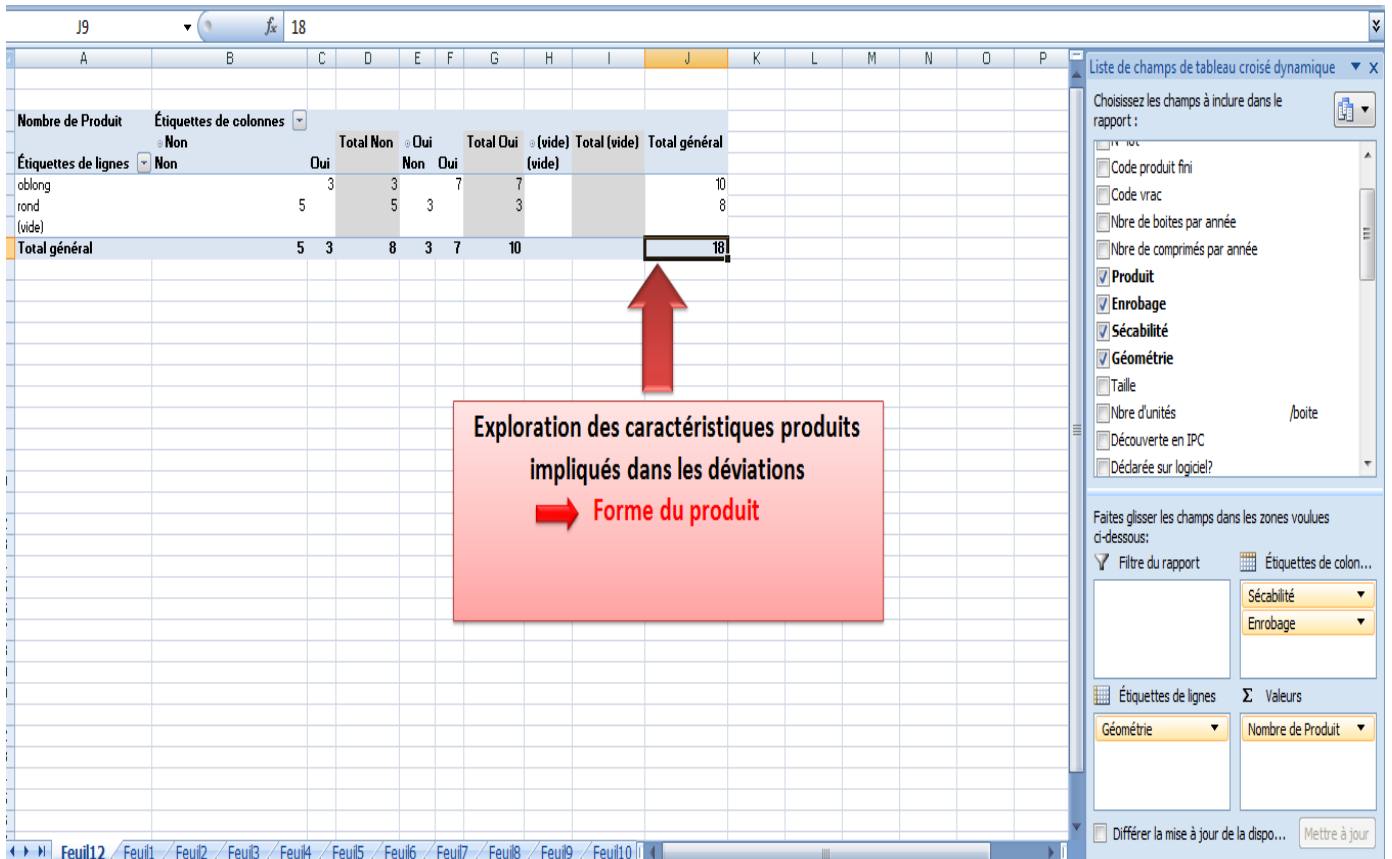 J9 fx 18
A B C D E F G H I J K L M N O P
Nombre de Produit Étiquettes de colonnes
Non Total Non Oui Total Oui (vide) Total (vide) Total général
Étiquettes de lignes Non Oui Non Oui (vide)
oblong 3 3 7 7 10
rond 5 5 3 3 8
(vide)
Total général 5 3 8 3 7 10 18
Exploration des caractéristiques produits
impliqués dans les déviations
Forme du produit
Feuil12 Feuil1 Feuil2 Feuil3 Feuil4 Feuil5 Feuil6 Feuil7 Feuil8 Feuil9 Feuil10
Liste de champs de tableau croisé dynamique
Choisissez les champs à inclure dans le
rapport :
N° lot
Code produit fini
Code vrac
Nbre de boites par année
Nbre de comprimés par année
Produit
Enrobage
Sécabilité
Géométrie
Taille
Nbre d'unités /boite
Découverte en IPC
Déclarée sur logiciel?
Faites glisser les champs dans les zones voulues
ci-dessous:
Filtre du rapport Étiquettes de colon...
Sécabilité
Enrobage
Étiquettes de lignes Σ Valeurs
Géométrie Nombre de Produit
Différer la mise à jour de la dispo... Mettre à jour